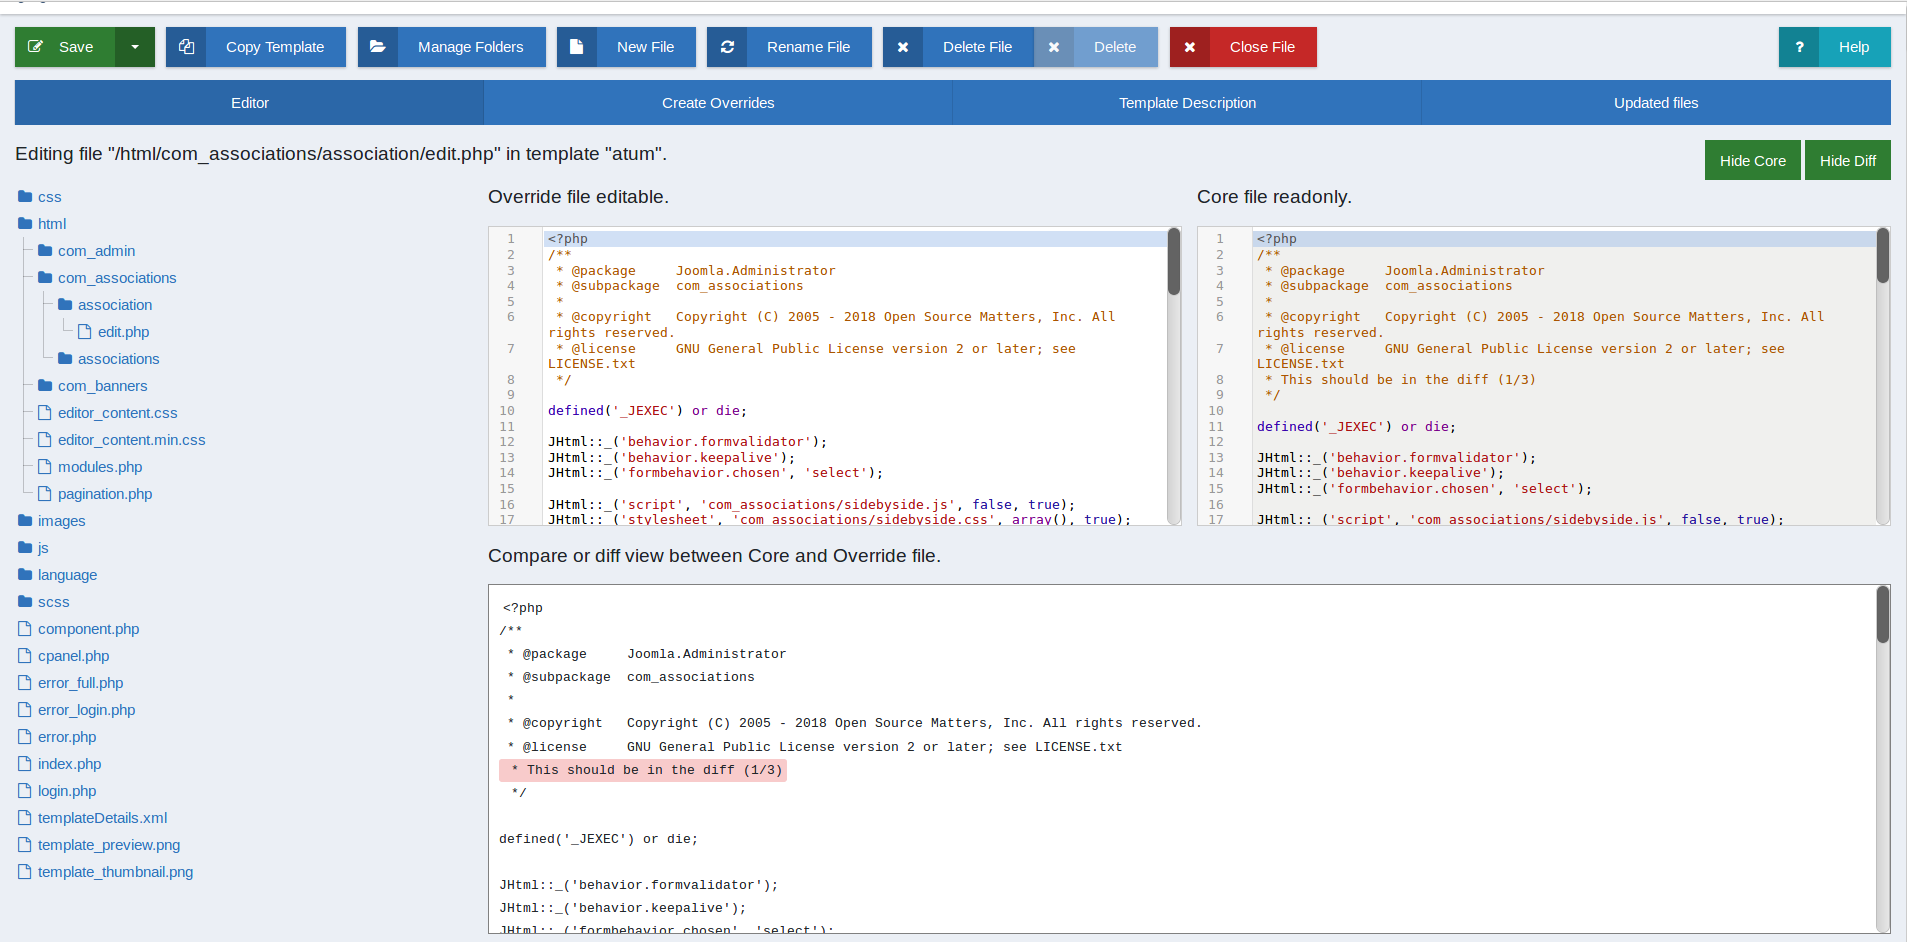 Save
Copy Template
Manage Folders
New File
Rename File
Delete File
Delete
Close File
? Help
Editor
Create Overrides
Template Description
Updated files
Editing file "/html/com_associations/association/edit.php" in template "atum".
Hide Core
Hide Diff
css
html
com_admin
com_associations
association
edit.php
associations
com_banners
editor_content.css
editor_content.min.css
modules.php
pagination.php
images
js
language
scss
component.php
cpanel.php
error_full.php
error_login.php
error.php
index.php
login.php
templateDetails.xml
template_preview.png
template_thumbnail.png
Override file editable.
1 <?php
2 /**
3  * @package     Joomla.Administrator
4  * @subpackage  com_associations
5  *
6  * @copyright   Copyright (C) 2005 - 2018 Open Source Matters, Inc. All
rights reserved.
7  * @license     GNU General Public License version 2 or later; see
LICENSE.txt
8  */
9
10 defined('_JEXEC') or die;
11
12 JHtml::_('behavior.formvalidator');
13 JHtml::_('behavior.keepalive');
14 JHtml::_('formbehavior.chosen', 'select');
15
16 JHtml::_('script', 'com_associations/sidebyside.js', false, true);
17 JHtml::_('stylesheet', 'com_associations/sidebyside.css', array(), true);
Core file readonly.
1 <?php
2 /**
3  * @package     Joomla.Administrator
4  * @subpackage  com_associations
5  *
6  * @copyright   Copyright (C) 2005 - 2018 Open Source Matters, Inc. All
rights reserved.
7  * @license     GNU General Public License version 2 or later; see
LICENSE.txt
8  * This should be in the diff (1/3)
9  */
10
11 defined('_JEXEC') or die;
12
13 JHtml::_('behavior.formvalidator');
14 JHtml::_('behavior.keepalive');
15 JHtml::_('formbehavior.chosen', 'select');
16
17 JHtml::_('script', 'com_associations/sidebyside.js', false, true);
Compare or diff view between Core and Override file.
<?php
/**
 * @package     Joomla.Administrator
 * @subpackage  com_associations
 *
 * @copyright   Copyright (C) 2005 - 2018 Open Source Matters, Inc. All rights reserved.
 * @license     GNU General Public License version 2 or later; see LICENSE.txt
 * This should be in the diff (1/3)
 */
defined('_JEXEC') or die;
JHtml::_('behavior.formvalidator');
JHtml::_('behavior.keepalive');
JHtml::_('formbehavior.chosen', 'select');